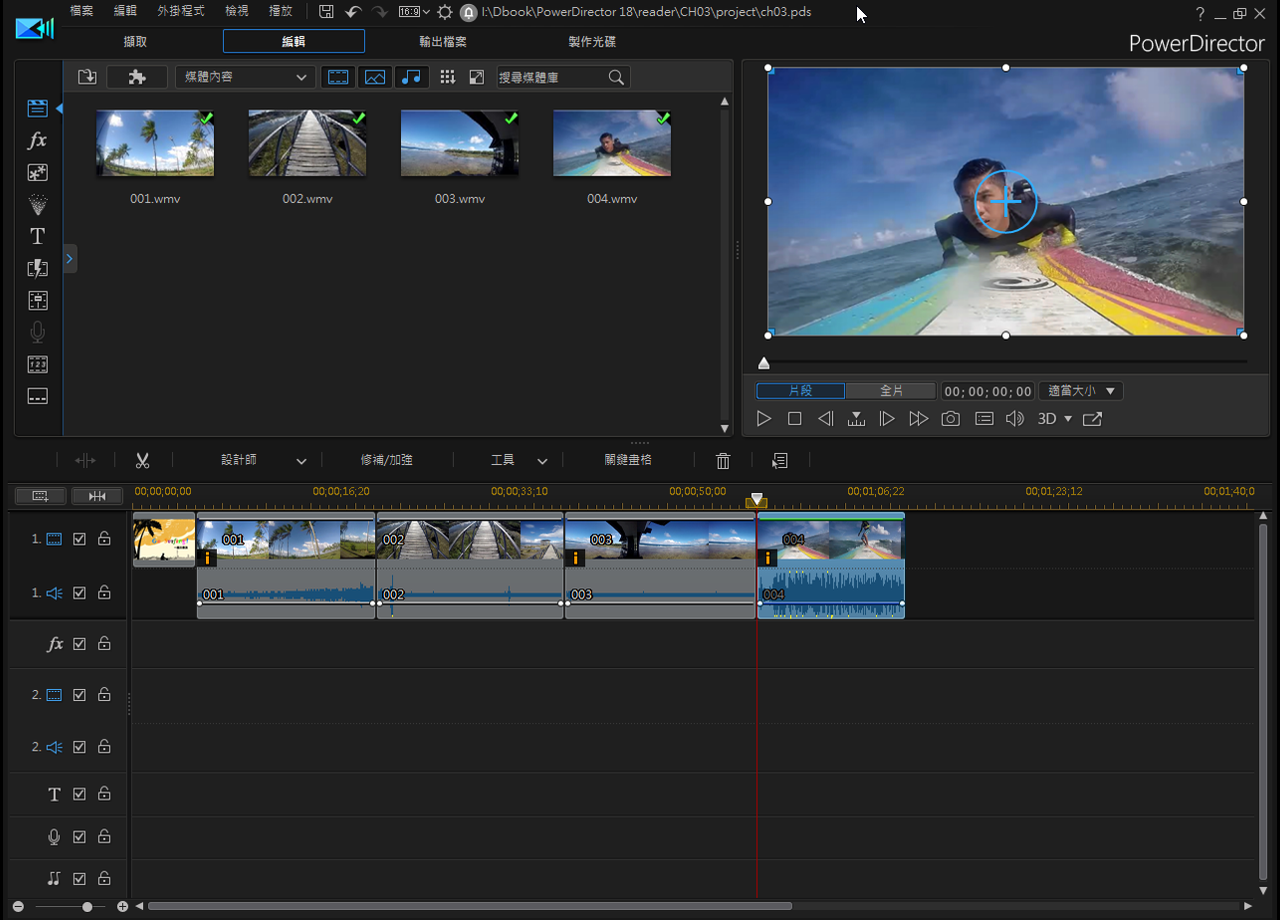 檔案 編輯 外掛程式 檢視 播放 16:9 I:\Dbook\PowerDirector 18\reader\CH03\project\ch03.pds ?
擷取 編輯 輸出檔案 製作光碟 PowerDirector
媒體內容 搜尋媒體庫
fx
T
001.wmv 002.wmv 003.wmv 004.wmv
123
片段 全片 00;00;00;00 適當大小
3D
設計師 修補/加強 工具 關鍵畫格
00;00;00;00 00;00;16;20 00;00;33;10 00;00;50;00 00;01;06;22 00;01;23;12 00;01;40;0
1. 001 002 003 004
1. 001 002 003 004
fx
2.
2.
T